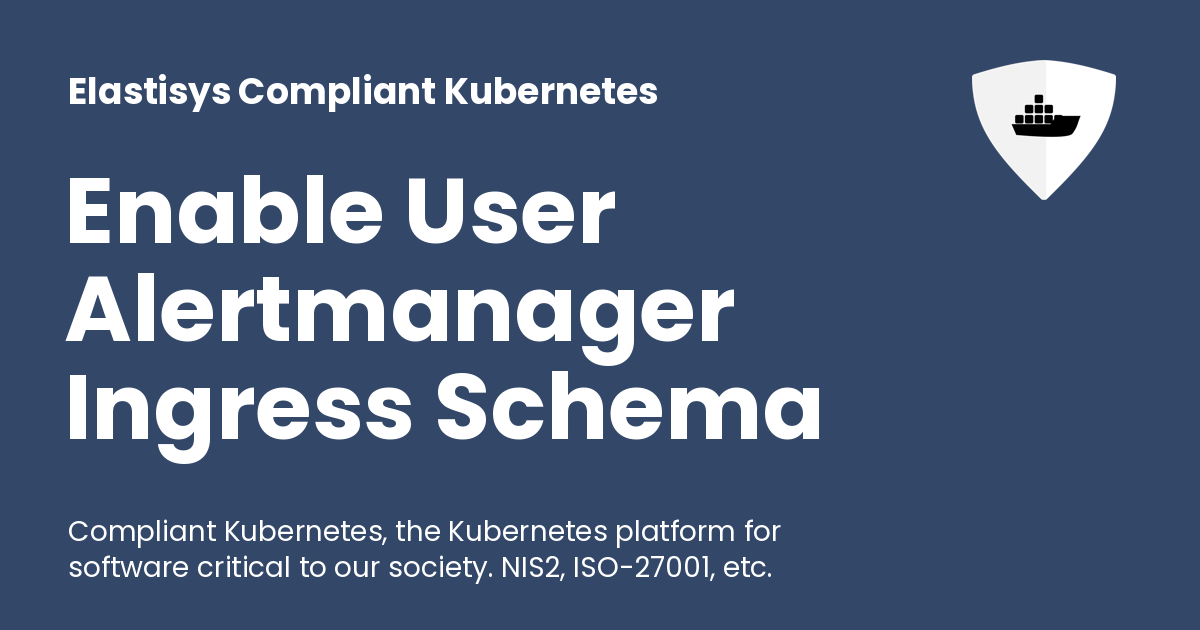 Elastisys Compliant Kubernetes
Enable User
Alertmanager
Ingress Schema
Compliant Kubernetes, the Kubernetes platform for
software critical to our society. NIS2, ISO-27001, etc.